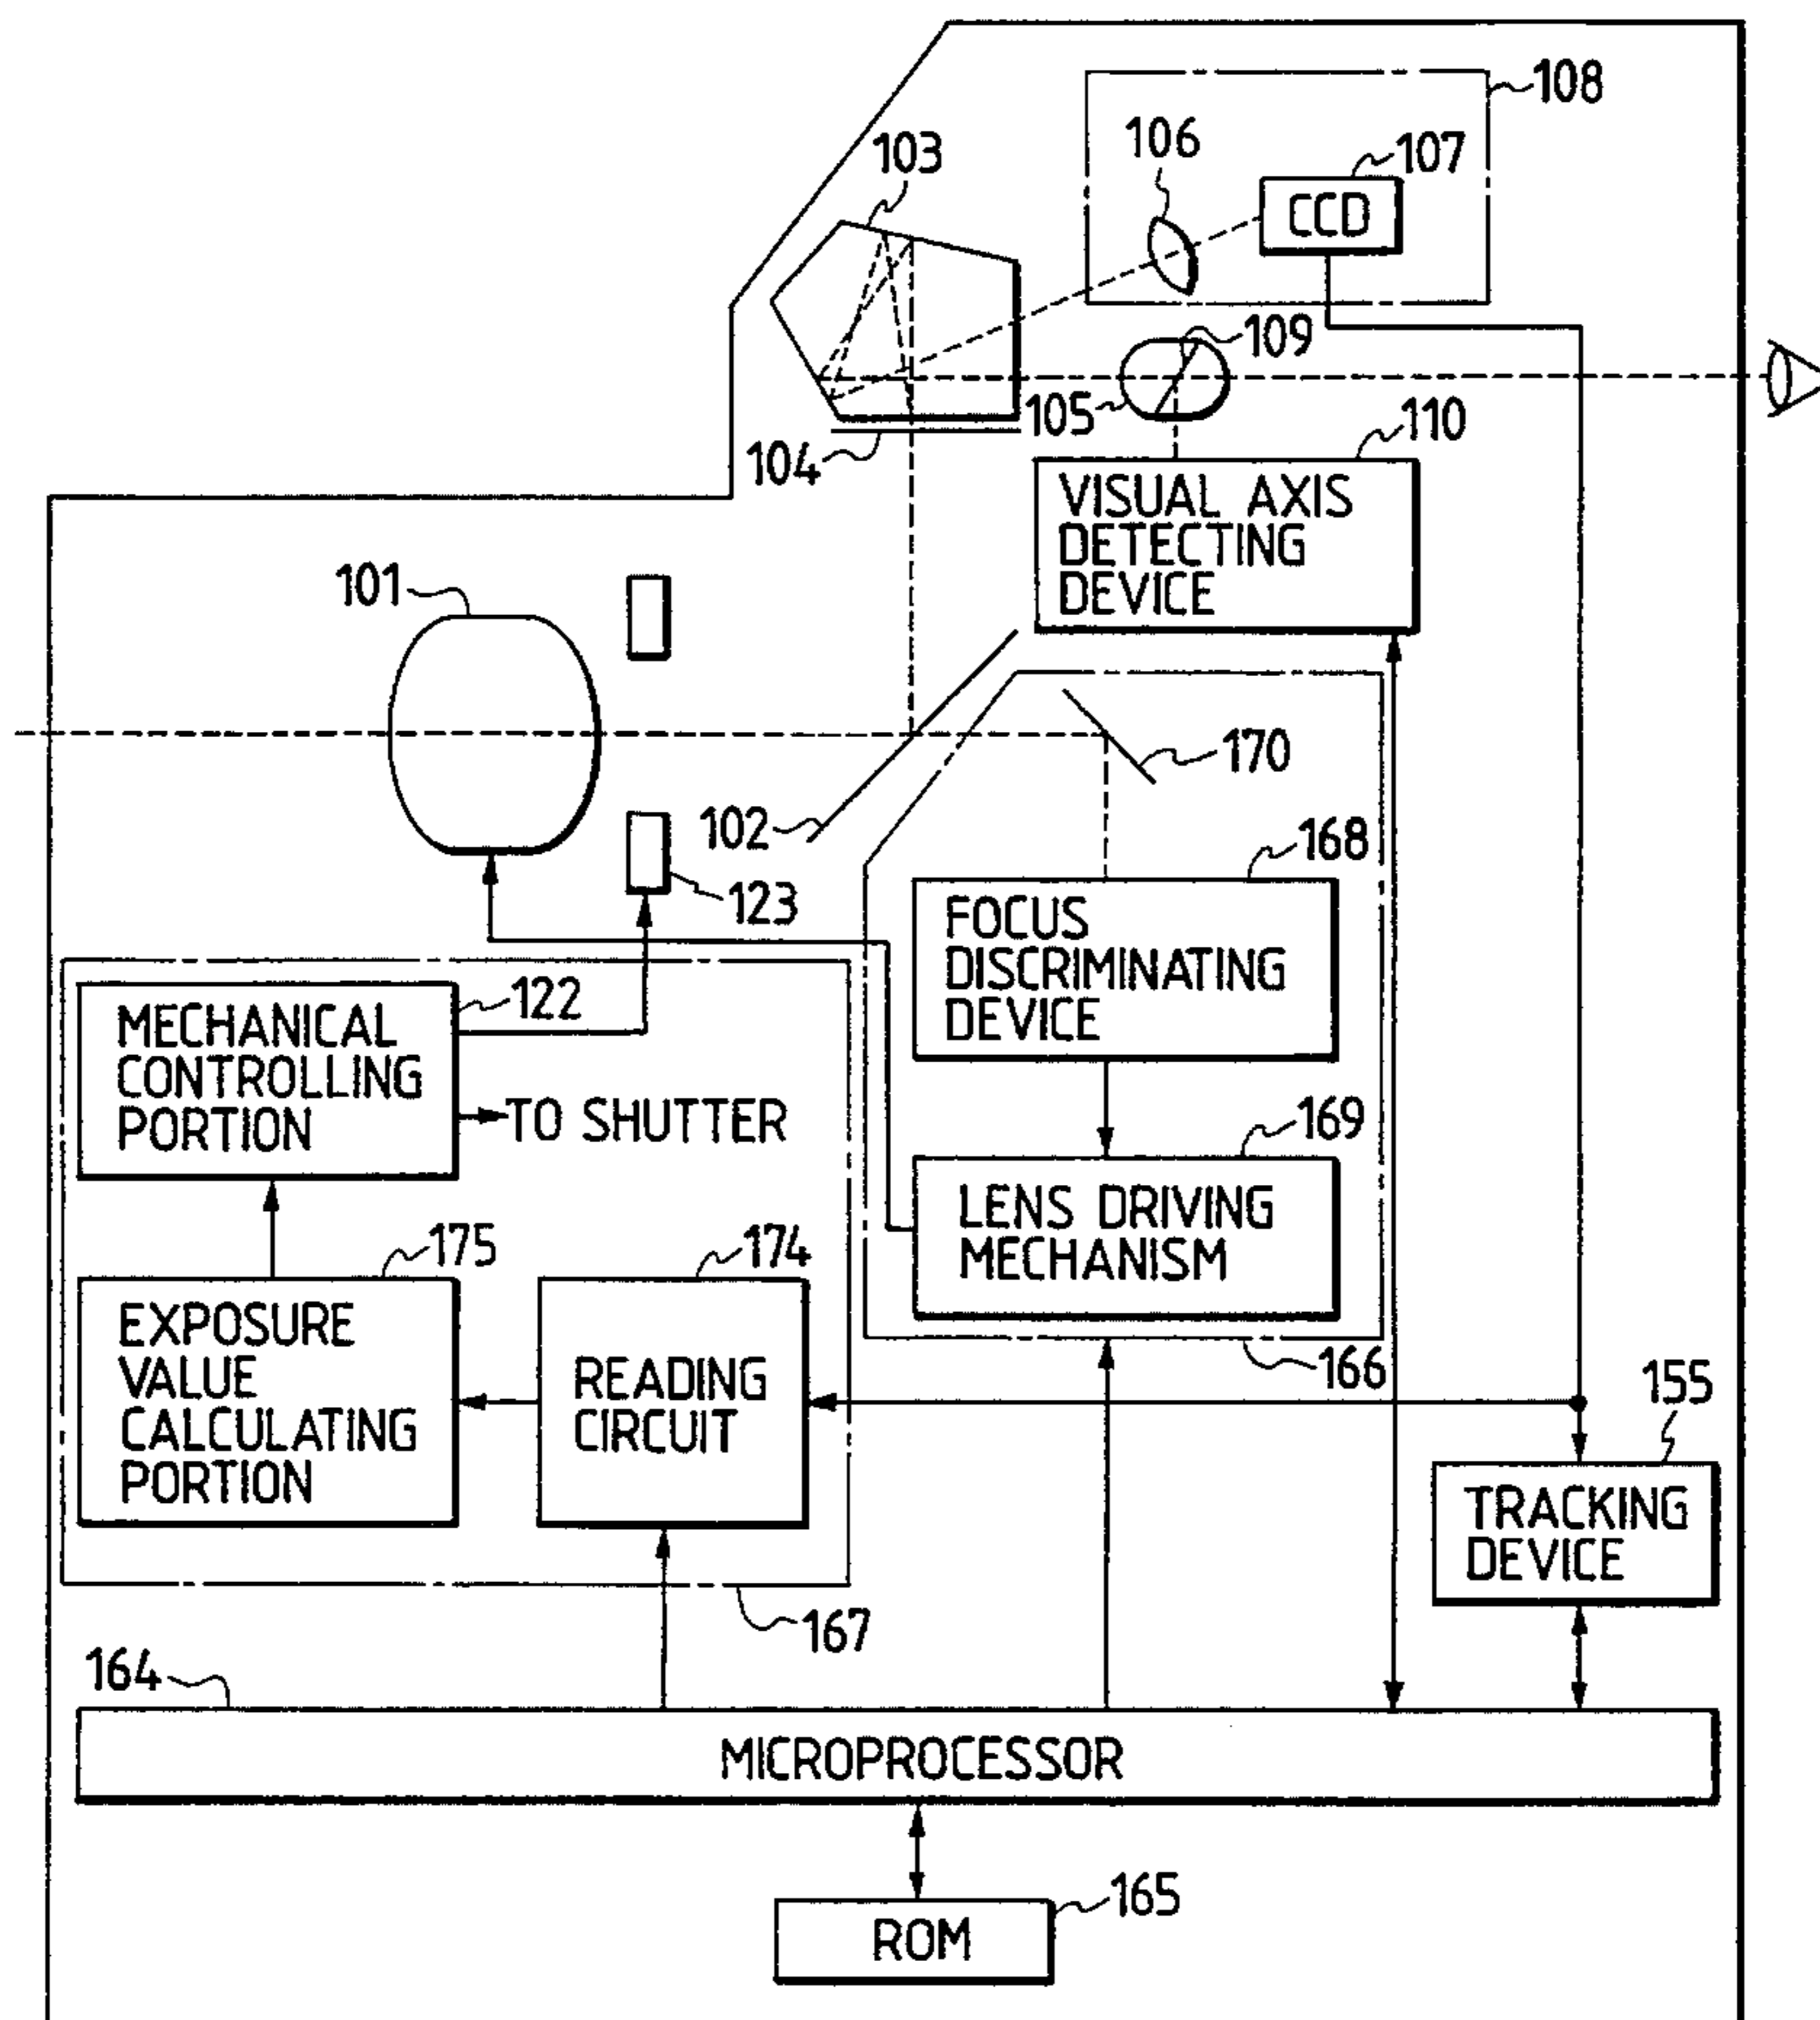 108
106
107
103
CCD
109
105
110
104
VISUAL AXIS
DETECTING
DEVICE
101
170
102
168
123
FOCUS
DISCRIMINATING
DEVICE
122
MECHANICAL
CONTROLLING
PORTION
TO SHUTTER
169
LENS DRIVING
MECHANISM
175
174
EXPOSURE
VALUE
CALCULATING
PORTION
READING
CIRCUIT
166
155
TRACKING
DEVICE
167
164
MICROPROCESSOR
165
ROM